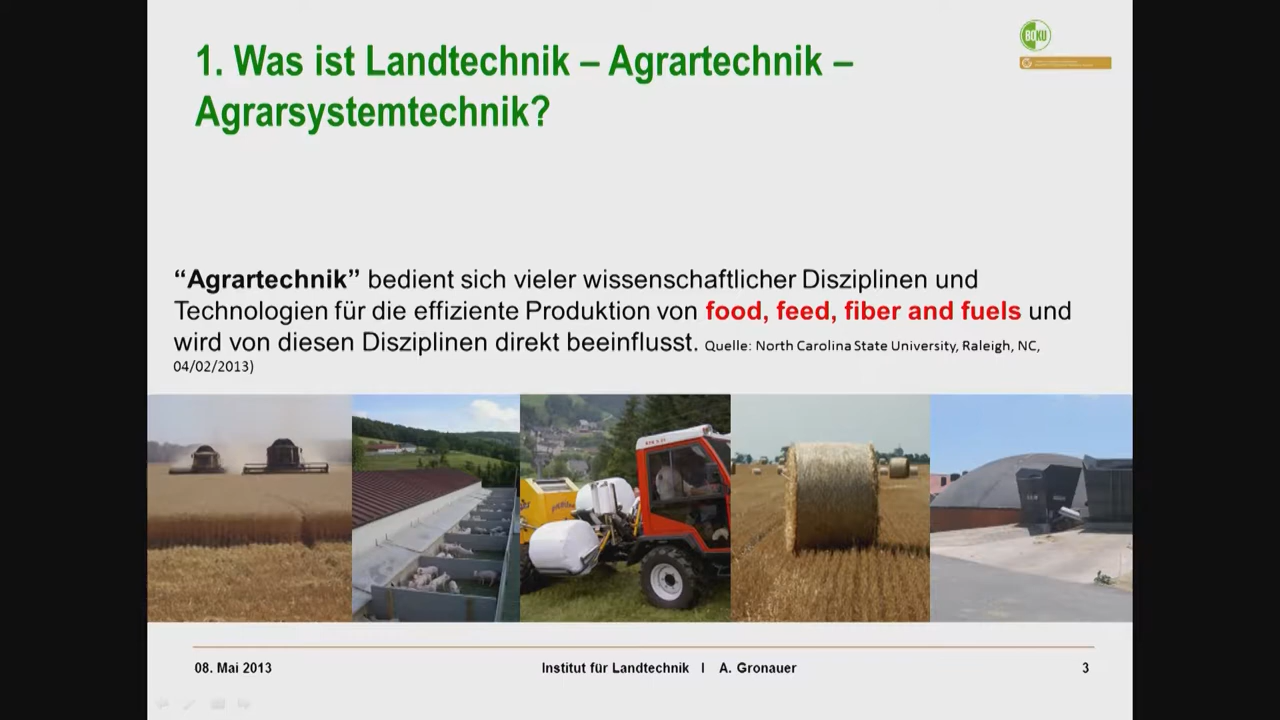 1. Was ist Landtechnik – Agrartechnik –
Agrarsystemtechnik?
BOKU
“Agrartechnik” bedient sich vieler wissenschaftlicher Disziplinen und
Technologien für die effiziente Produktion von food, feed, fiber and fuels und
wird von diesen Disziplinen direkt beeinflusst. Quelle: North Carolina State University, Raleigh, NC,
04/02/2013)
08. Mai 2013
Institut für Landtechnik I A. Gronauer
3